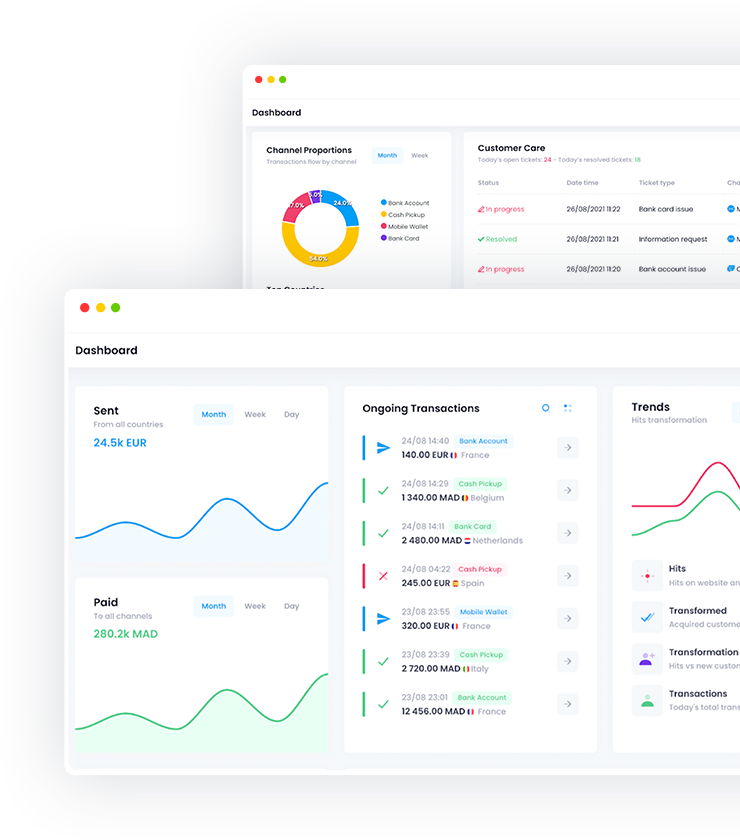 Dashboard
Channel Proportions
Transactions flow by channel
Month
Week
24.0%
54.0%
Bank Account
Cash Pickup
Mobile Wallet
Bank Card
Customer Care
Today's open tickets: 24 - Today's resolved tickets: 18
Status Date time Ticket type
In progress 26/08/2021 11:22 Bank card issue
Resolved 26/08/2021 11:21 Information request
In progress 26/08/2021 11:20 Bank account issue
Dashboard
Sent
From all countries
24.5k EUR
Month Week Day
Paid
To all channels
280.2k MAD
Month Week Day
Ongoing Transactions
24/08 14:40 Bank Account
140.00 EUR France
24/08 14:29 Cash Pickup
1 340.00 MAD Belgium
24/08 14:11 Bank Card
2 480.00 MAD Netherlands
24/08 04:22 Cash Pickup
245.00 EUR Spain
23/08 23:55 Mobile Wallet
320.00 EUR France
23/08 23:39 Cash Pickup
2 720.00 MAD Italy
23/08 23:01 Bank Account
12 456.00 MAD France
Trends
Hits transformation
Hits
Hits on website an
Transformed
Acquired custome
Transformation
Hits vs new custon
Transactions
Today's total trans